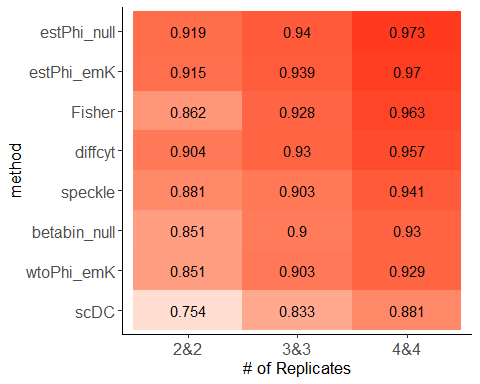 method
estPhi_null 0.919 0.94 0.973
estPhi_emK 0.915 0.939 0.97
Fisher 0.862 0.928 0.963
diffcyt 0.904 0.93 0.957
speckle 0.881 0.903 0.941
betabin_null 0.851 0.9 0.93
wtoPhi_emK 0.851 0.903 0.929
scDC 0.754 0.833 0.881
2&2 3&3 4&4
# of Replicates